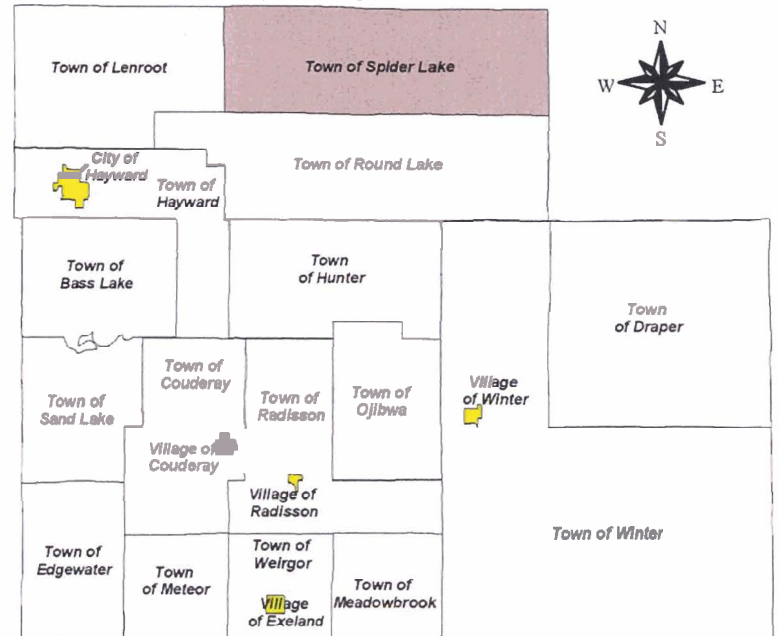 Town of Lenroot
Town of Spider Lake
N
W
E
S
City of
Hayward
Town of
Hayward
Town of Round Lake
Town of
Bass Lake
Town
of Hunter
Town
of Draper
Town of
Sand Lake
Town of
Couderay
Town of
Radisson
Town of
Ojibwa
Village
of Winter
Village of
Couderay
Village of
Radisson
Town of Winter
Town of
Edgewater
Town
of Meteor
Town of
Weirgor
Village
of Exeland
Town of
Meadowbrook